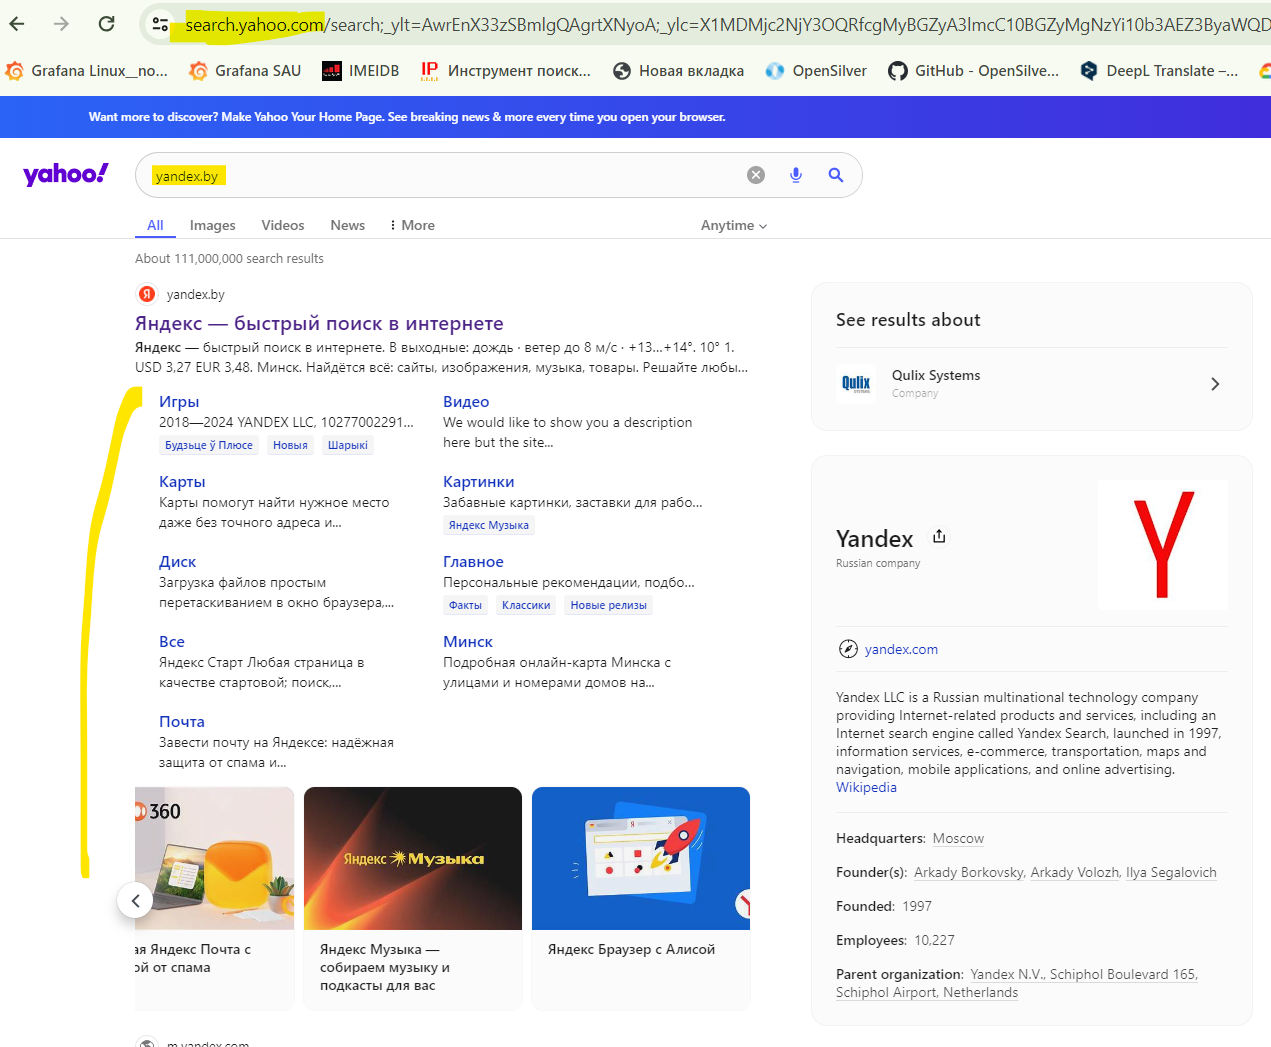 search.yahoo.com/search;_ylt=AwrEnX33zSBmlgQAgrtXNyoA;_ylc=X1MDMjc2NjY3OQRfcgMyBGZyA3lmcC10BGZyMgNzYi10b3AEZ3ByaWQD
Grafana Linux__no... Grafana SAU IMEIDB IP Инструмент поиск... Новая вкладка OpenSilver GitHub - OpenSilve... DeepL Translate –...
Want more to discover? Make Yahoo Your Home Page. See breaking news & more every time you open your browser.
yahoo!
yandex.by
All Images Videos News More Anytime
About 111,000,000 search results
Я yandex.by
Яндекс — быстрый поиск в интернете
Яндекс — быстрый поиск в интернете. В выходные: дождь · ветер до 8 м/с · +13...+14°. 10° 1.
USD 3,27 EUR 3,48. Минск. Найдётся всё: сайты, изображения, музыка, товары. Решайте любы...
Игры
2018—2024 YANDEX LLC, 10277002291...
Будзьце ў Плюсе Новыя Шарыкі
Видео
We would like to show you a description
here but the site...
Карты
Карты помогут найти нужное место
даже без точного адреса и...
Картинки
Забавные картинки, заставки для рабо...
Яндекс Музыка
Диск
Загрузка файлов простым
перетаскиванием в окно браузера,...
Главное
Персональные рекомендации, подбо...
Факты Классики Новые релизы
Все
Яндекс Старт Любая страница в
качестве стартовой; поиск,...
Минск
Подробная онлайн-карта Минска с
улицами и номерами домов на...
Почта
Завести почту на Яндексе: надёжная
защита от спама и...
360
ая Яндекс Почта с
ой от спама
Яндекс Музыка
Яндекс Музыка —
собираем музыку и
подкасты для вас
Яндекс Браузер с Алисой
m.yandex.com
See results about
Qulix
SYSTEMS
Qulix Systems
Company
Yandex
Russian company
Y
yandex.com
Yandex LLC is a Russian multinational technology company
providing Internet-related products and services, including an
Internet search engine called Yandex Search, launched in 1997,
information services, e-commerce, transportation, maps and
navigation, mobile applications, and online advertising.
Wikipedia
Headquarters: Moscow
Founder(s): Arkady Borkovsky, Arkady Volozh, Ilya Segalovich
Founded: 1997
Employees: 10,227
Parent organization: Yandex N.V., Schiphol Boulevard 165,
Schiphol Airport, Netherlands